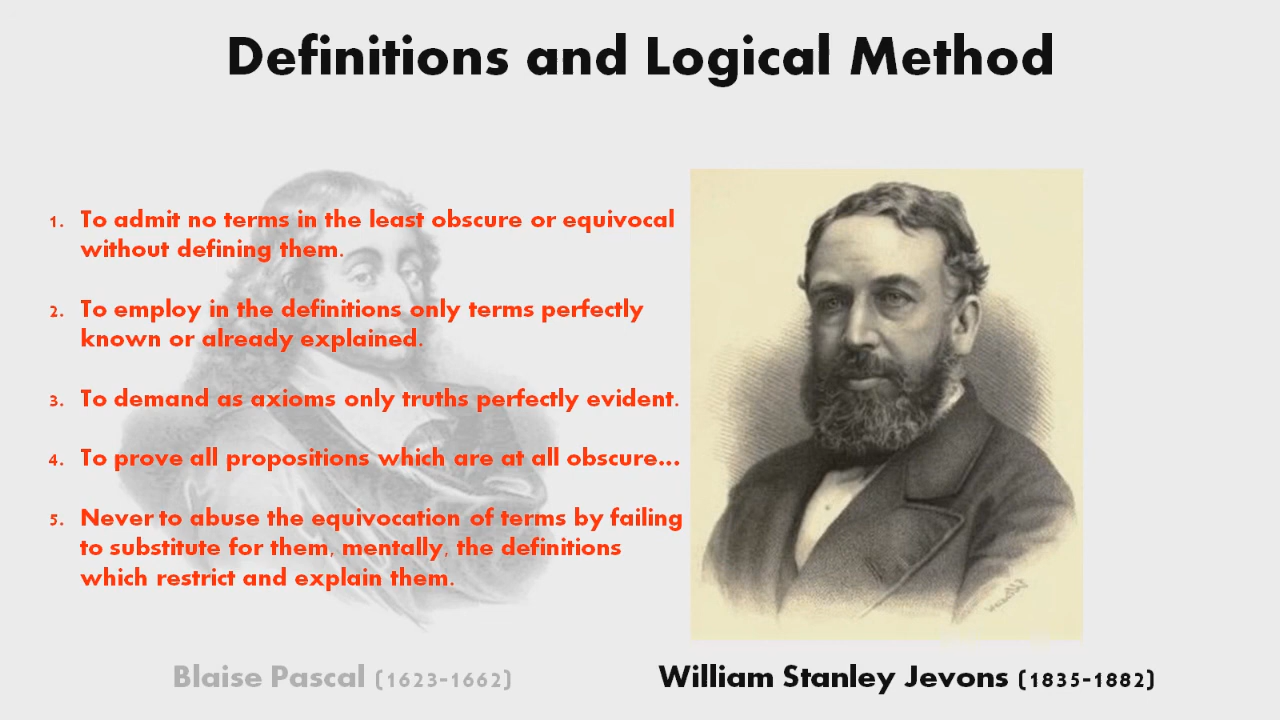 Definitions and Logical Method
1. To admit no terms in the least obscure or equivocal
without defining them.
2. To employ in the definitions only terms perfectly
known or already explained.
3. To demand as axioms only truths perfectly evident.
4. To prove all propositions which are at all obscure...
5. Never to abuse the equivocation of terms by failing
to substitute for them, mentally, the definitions
which restrict and explain them.
Blaise Pascal (1623-1662)
William Stanley Jevons (1835-1882)